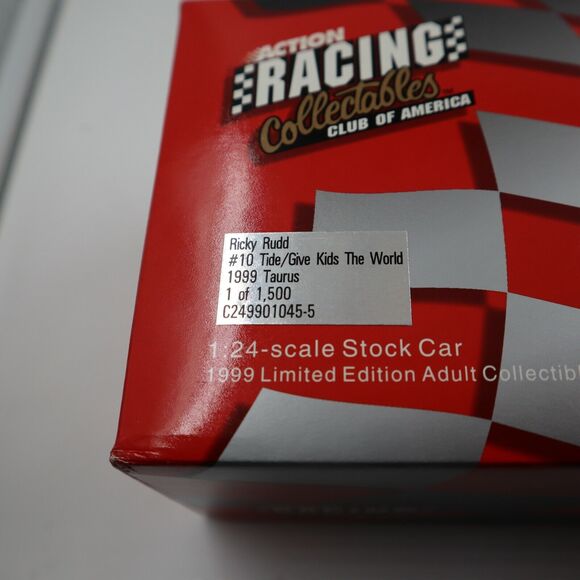 ACTION
RACING
Collectables
CLUB OF AMERICA
Ricky Rudd
#10 Tide/Give Kids The World
1999 Taurus
1 of 1,500
C249901045-5
1:24-scale Stock Car
1999 Limited Edition Adult Collectibl